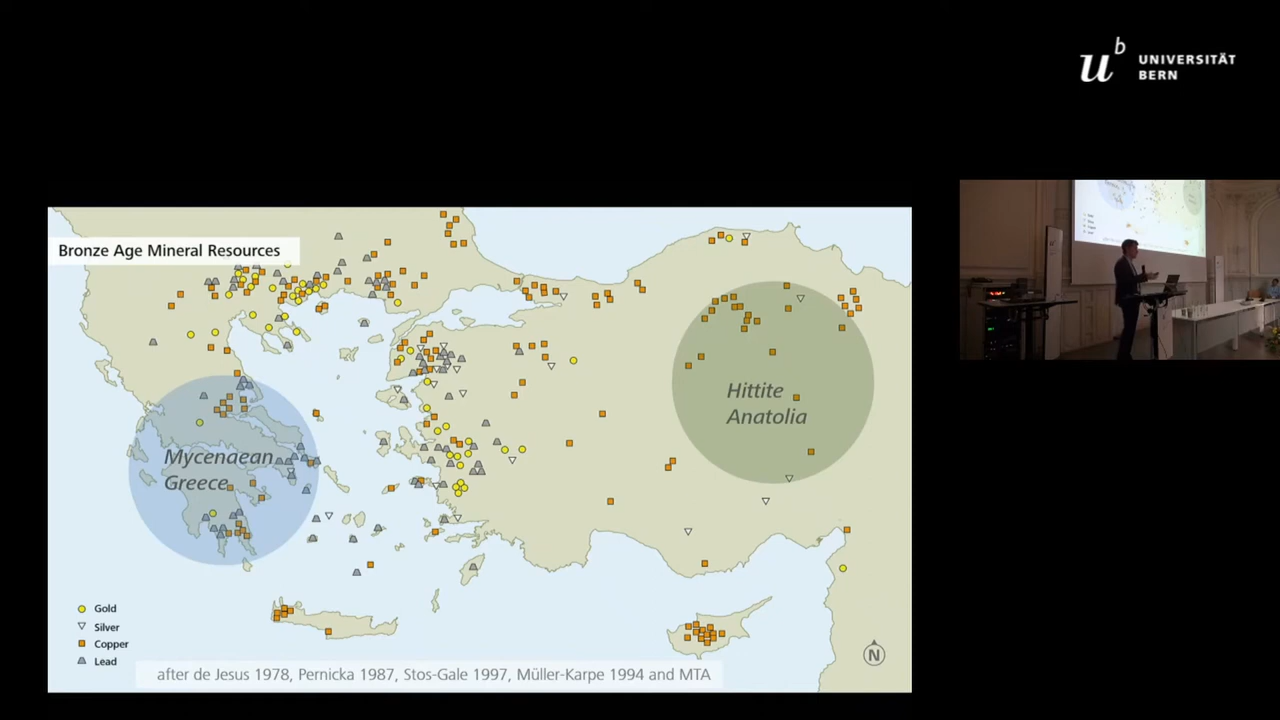 u^b
UNIVERSITÄT
BERN
Bronze Age Mineral Resources
Hittite
Anatolia
Mycenaean
Greece
Gold
Silver
Copper
Lead
N
after de Jesus 1978, Pernicka 1987, Stos-Gale 1997, Müller-Karpe 1994 and MTA